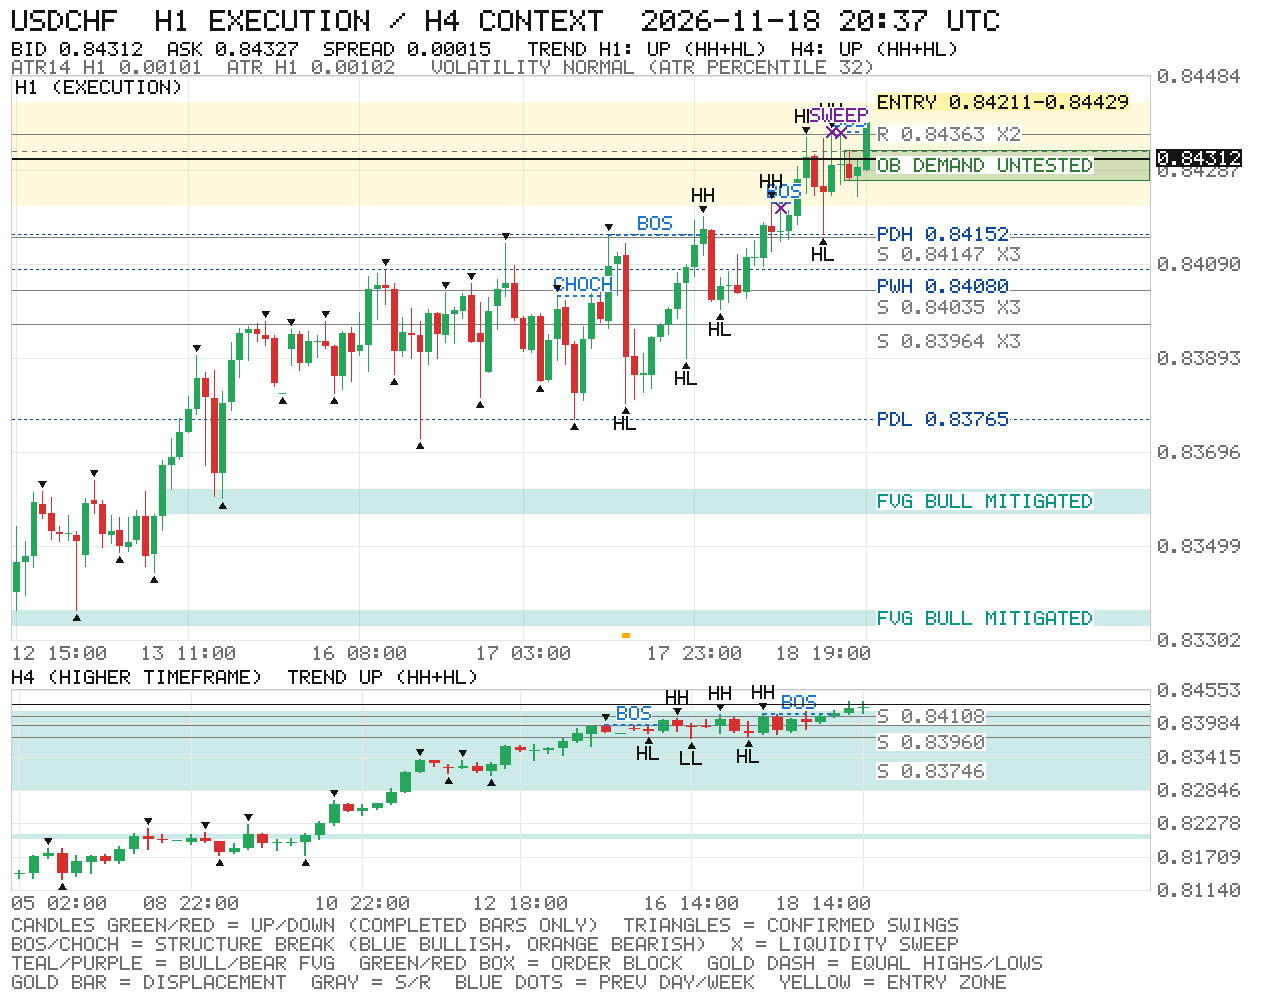 USDCHF  H1 EXECUTION / H4 CONTEXT  2026-11-18 20:37 UTC
BID 0.84312  ASK 0.84327  SPREAD 0.00015  TREND H1: UP (HH+HL)  H4: UP (HH+HL)
ATR14 H1 0.00101  ATR H1 0.00102  VOLATILITY NORMAL (ATR PERCENTILE 32)
H1 (EXECUTION)
0.84484
ENTRY 0.84211-0.84429
SWEEP
R 0.84363 X2
0.84312
OB DEMAND UNTESTED
0.84287
HH
BOS
HH
BOS
PDH 0.84152
HL
S 0.84147 X3
0.84090
CHOCH
PWH 0.84080
S 0.84035 X3
HL
S 0.83964 X3
0.83893
HL
PDL 0.83765
HL
0.83696
FVG BULL MITIGATED
0.83499
FVG BULL MITIGATED
0.83302
12 15:00  13 11:00  16 08:00  17 03:00  17 23:00  18 19:00
H4 (HIGHER TIMEFRAME)  TREND UP (HH+HL)
0.84553
HH HH HH
BOS BOS
S 0.84108
0.83984
S 0.83960
HL LL HL
0.83415
S 0.83746
0.82846
0.82278
0.81709
0.81140
05 02:00  08 22:00  10 22:00  12 18:00  16 14:00  18 14:00
CANDLES GREEN/RED = UP/DOWN (COMPLETED BARS ONLY)  TRIANGLES = CONFIRMED SWINGS
BOS/CHOCH = STRUCTURE BREAK (BLUE BULLISH, ORANGE BEARISH)  X = LIQUIDITY SWEEP
TEAL/PURPLE = BULL/BEAR FVG  GREEN/RED BOX = ORDER BLOCK  GOLD DASH = EQUAL HIGHS/LOWS
GOLD BAR = DISPLACEMENT  GRAY = S/R  BLUE DOTS = PREV DAY/WEEK  YELLOW = ENTRY ZONE